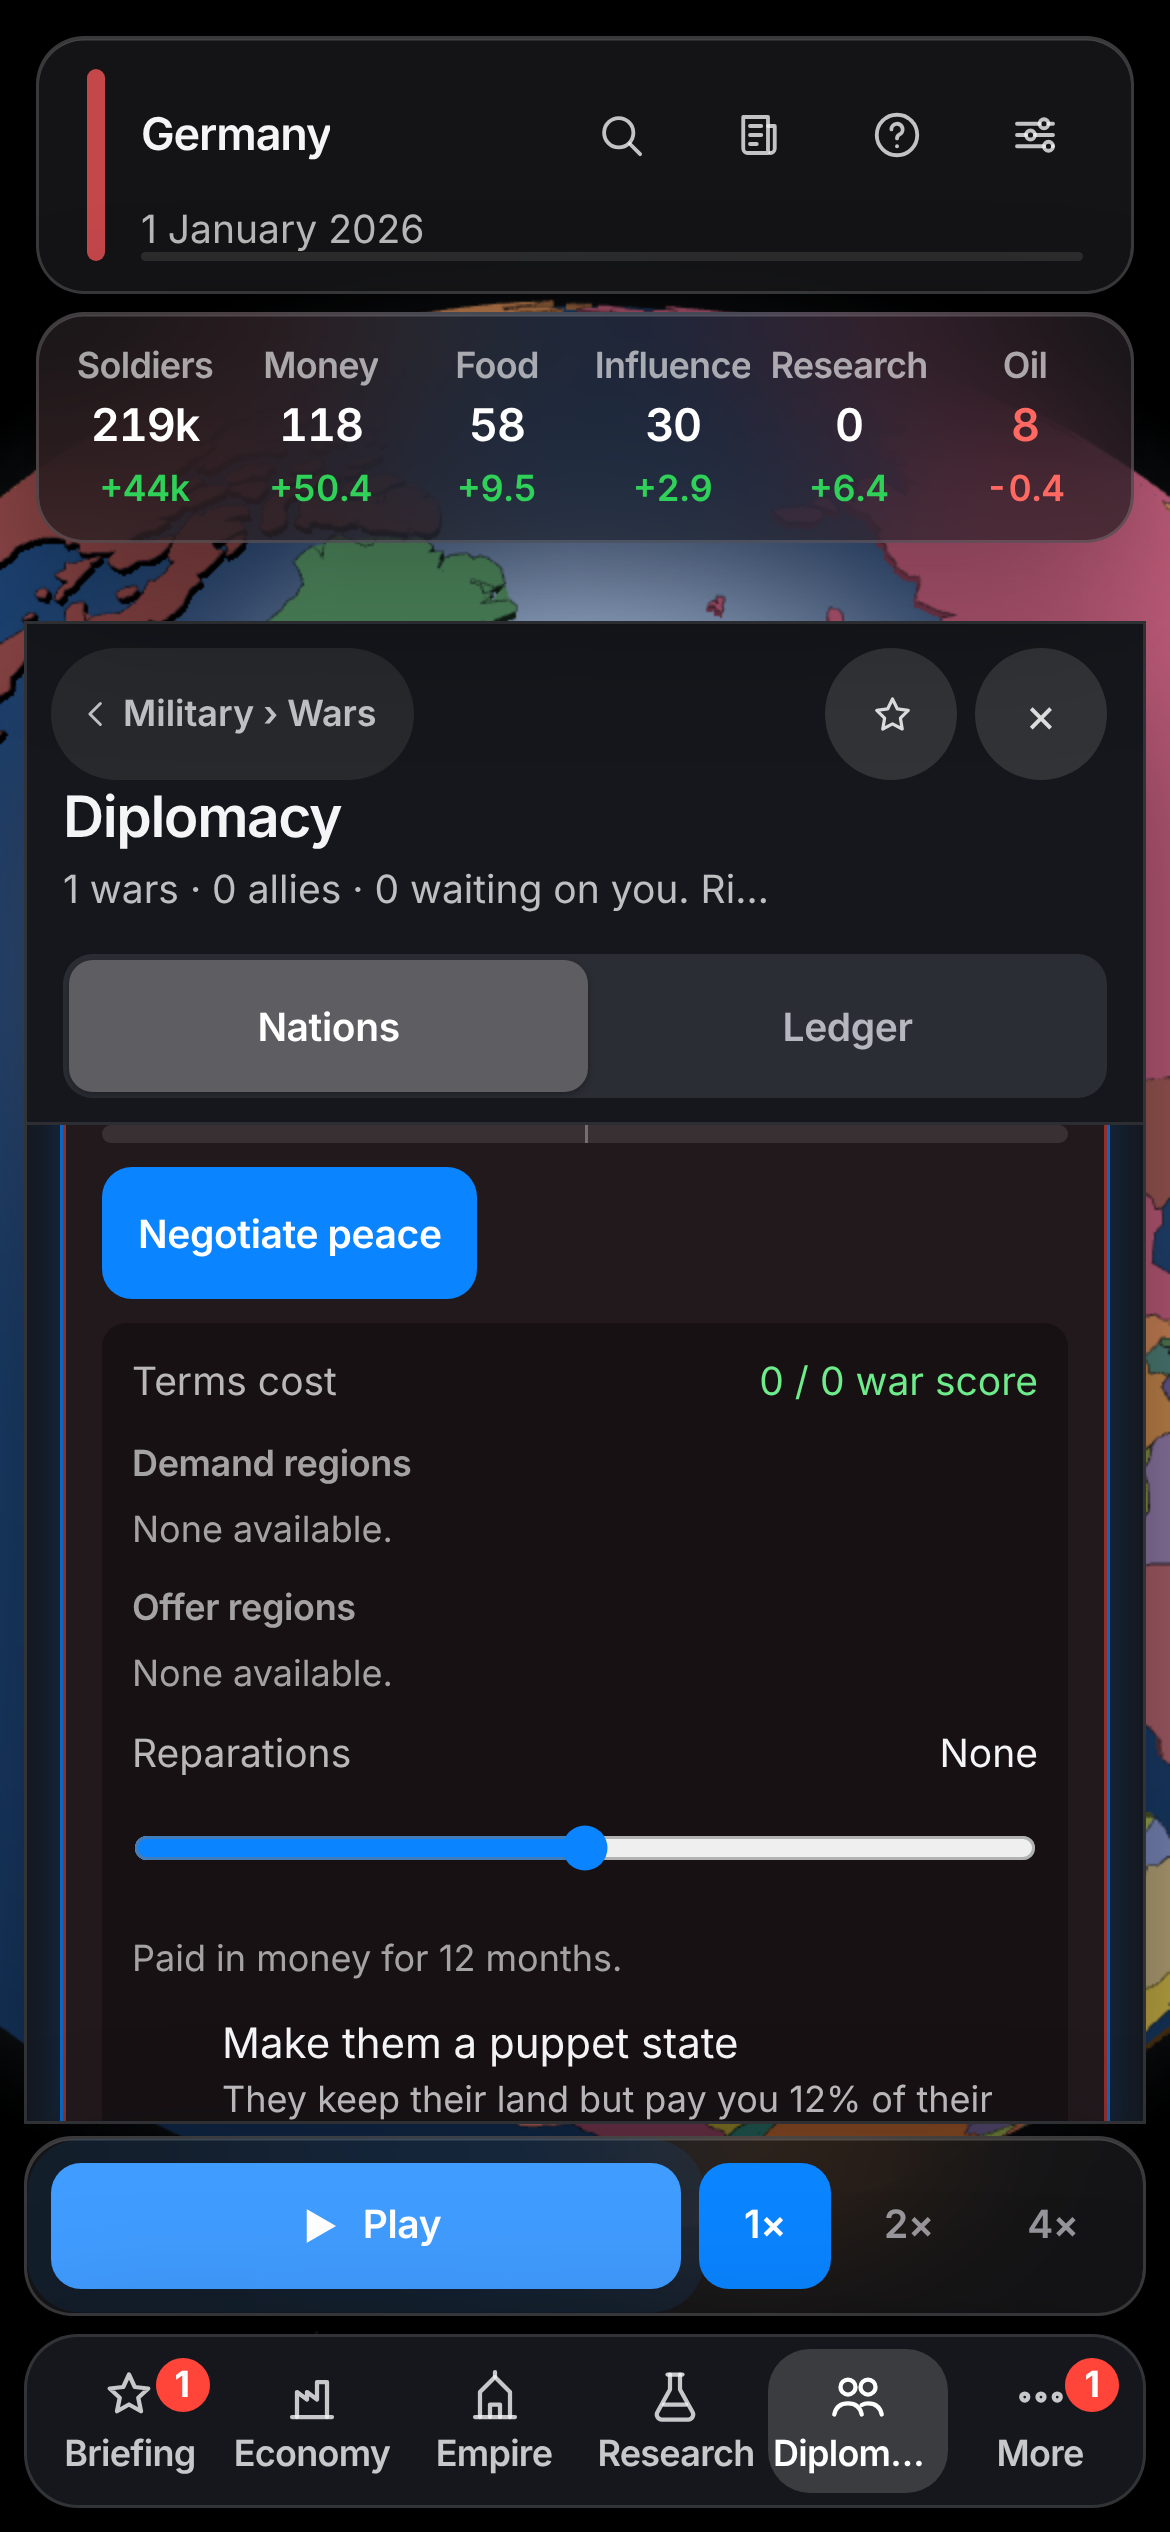 Germany
1 January 2026
Soldiers Money Food Influence Research Oil
219k 118 58 30 0 8
+44k +50.4 +9.5 +2.9 +6.4 -0.4
Military › Wars
Diplomacy
1 wars · 0 allies · 0 waiting on you. Ri...
Nations Ledger
Negotiate peace
Terms cost 0 / 0 war score
Demand regions
None available.
Offer regions
None available.
Reparations None
Paid in money for 12 months.
Make them a puppet state
They keep their land but pay you 12% of their
Play 1× 2× 4×
1 1
Briefing Economy Empire Research Diplom... More